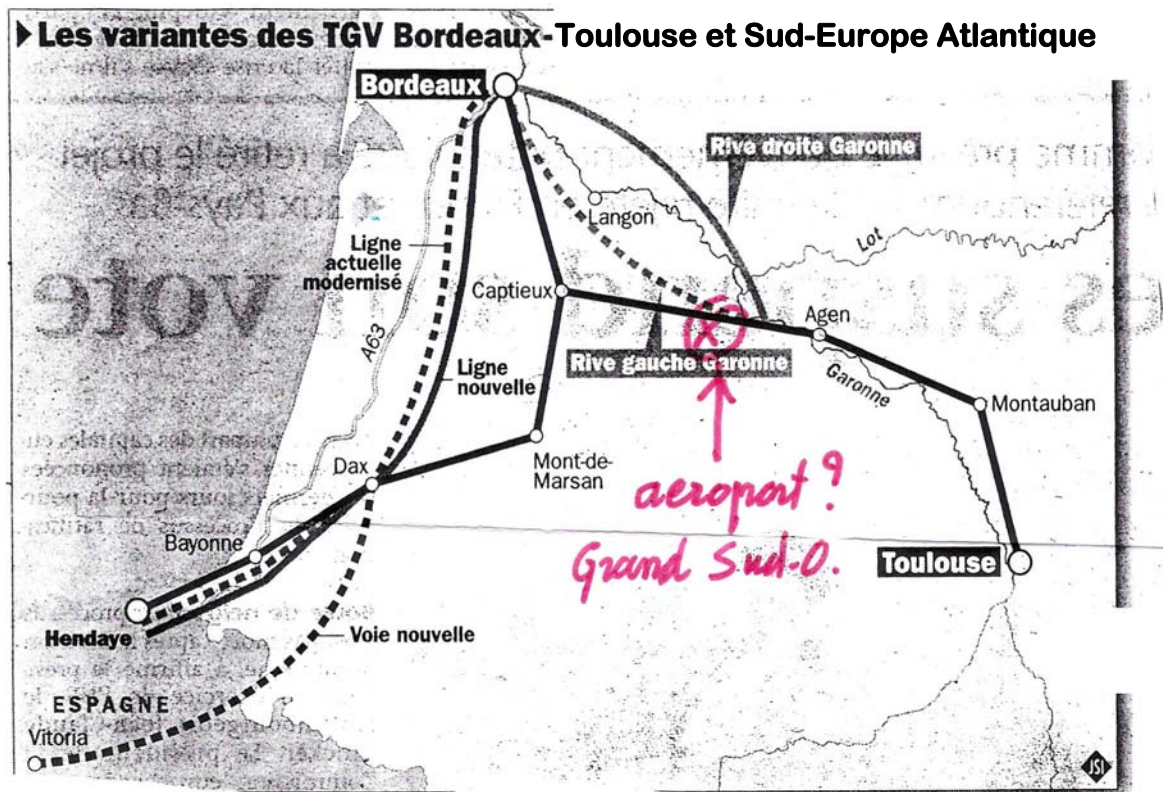 ▶ Les variantes des TGV Bordeaux-Toulouse et Sud-Europe Atlantique
Bordeaux
Rive droite Garonne
Langon
Lot
Ligne
actuelle
modernisé
Captieux
Agen
A63
Ligne
nouvelle
Rive gauche Garonne
Garonne
Montauban
Dax
Mont-de-
Marsan
aeroport ?
Grand Sud-O.
Bayonne
Toulouse
Hendaye
Voie nouvelle
ESPAGNE
Vitoria
JSI